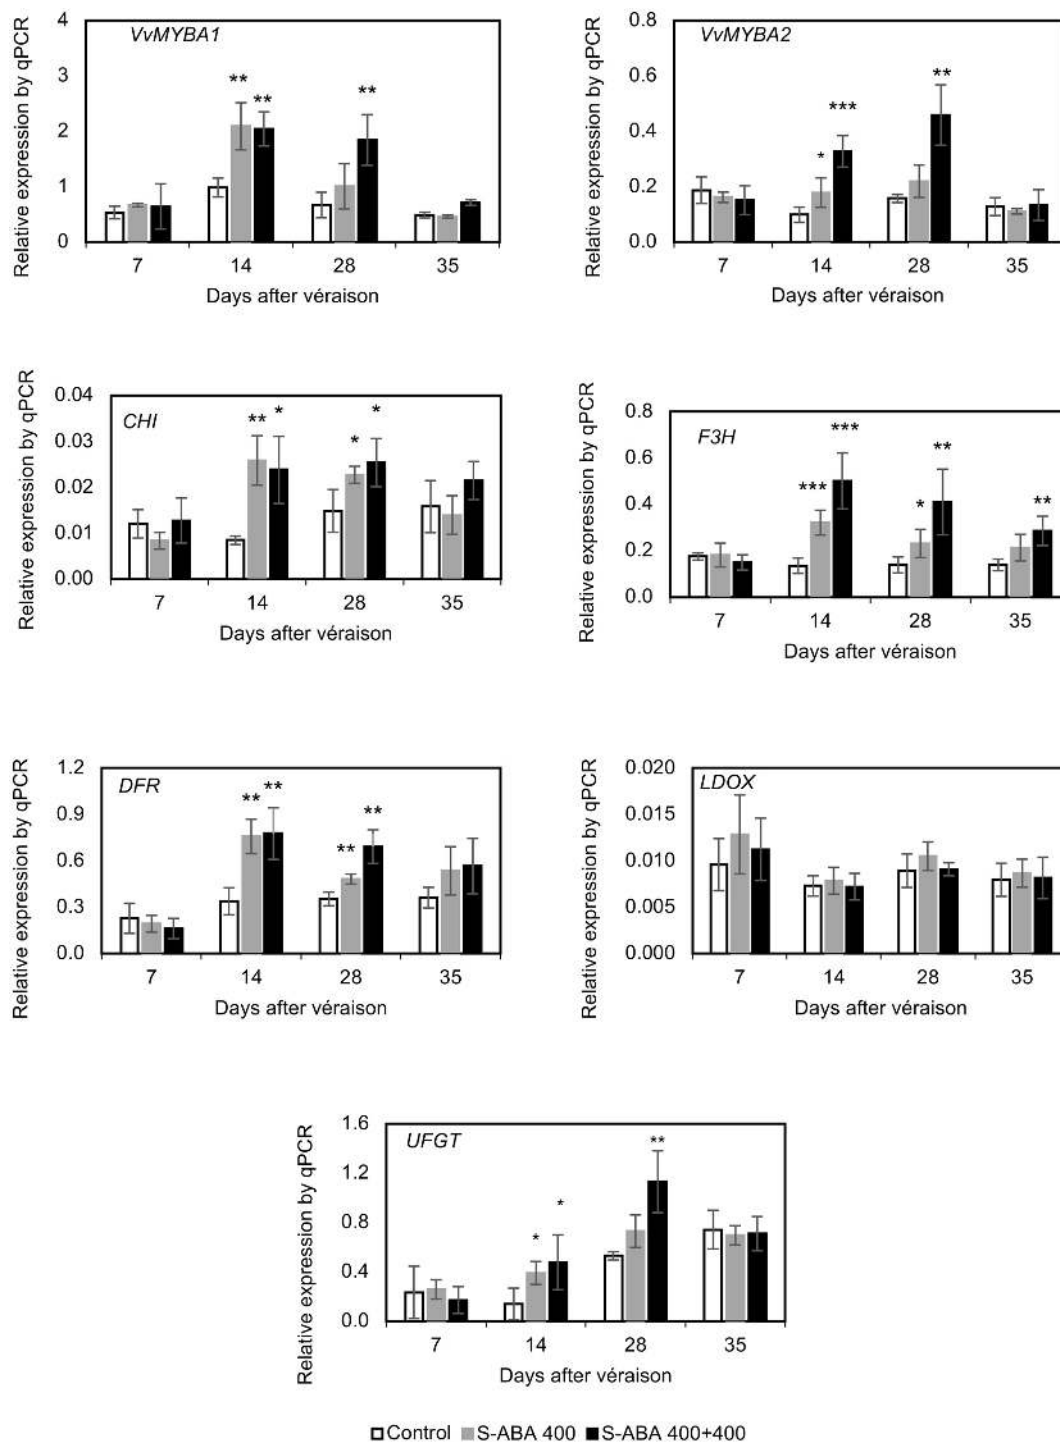 Relative expression by qPCR
4
3
2
1
0
VvMYBA1
**
**
**
7 14 28 35
Days after véraison
Relative expression by qPCR
0.8
0.6
0.4
0.2
0.0
VvMYBA2
*
***
**
7 14 28 35
Days after véraison
Relative expression by qPCR
0.04
0.03
0.02
0.01
0.00
CHI
**
*
*
*
7 14 28 35
Days after véraison
Relative expression by qPCR
0.8
0.6
0.4
0.2
0.0
F3H
***
***
*
**
**
7 14 28 35
Days after véraison
Relative expression by qPCR
1.2
0.9
0.6
0.3
0.0
DFR
**
**
**
**
7 14 28 35
Days after véraison
Relative expression by qPCR
0.020
0.015
0.010
0.005
0.000
LDOX
7 14 28 35
Days after véraison
Relative expression by qPCR
1.6
1.2
0.8
0.4
0.0
UFGT
*
*
**
7 14 28 35
Days after véraison
Control S-ABA 400 S-ABA 400+400